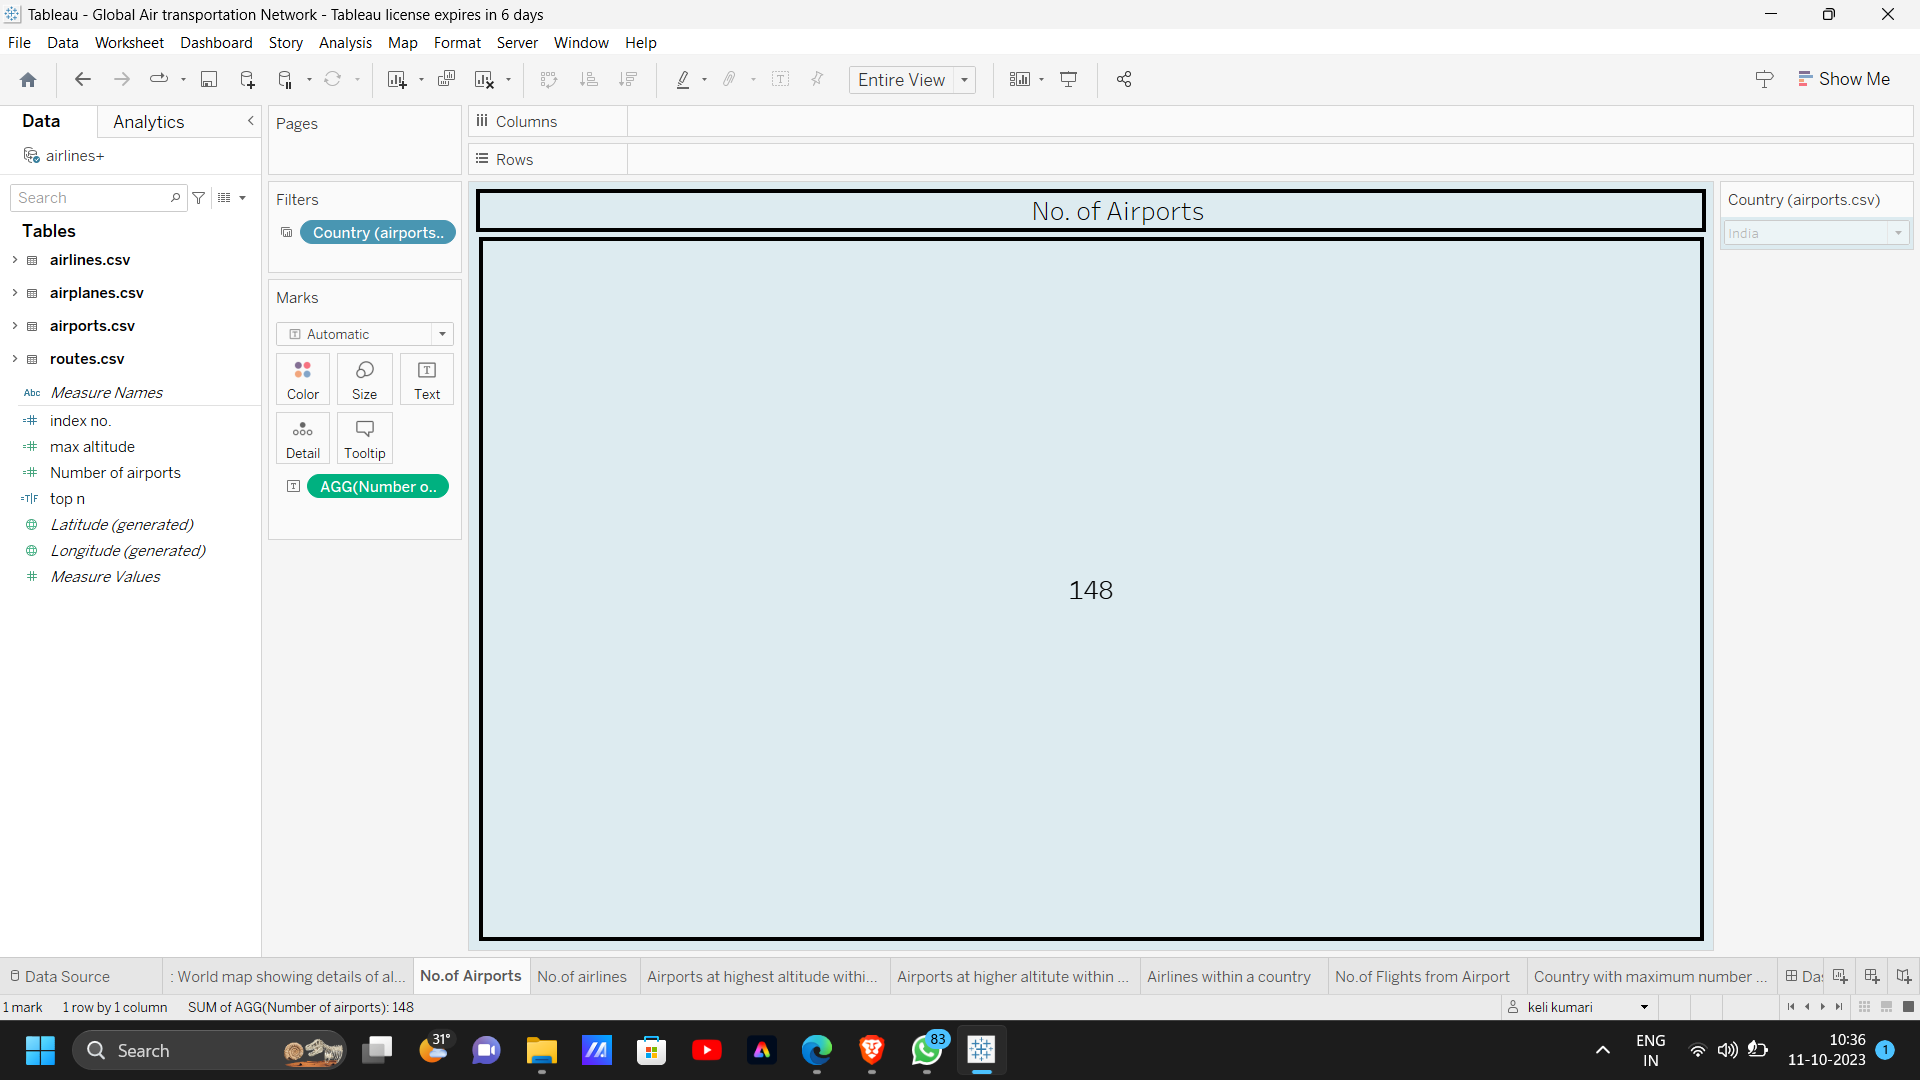 Tableau - Global Air transportation Network - Tableau license expires in 6 days
File Data Worksheet Dashboard Story Analysis Map Format Server Window Help
Entire View
Show Me
Data
Analytics
airlines+
Search
Tables
airlines.csv
airplanes.csv
airports.csv
routes.csv
Abc Measure Names
index no.
max altitude
Number of airports
=T|F top n
Latitude (generated)
Longitude (generated)
Measure Values
Pages
Filters
Country (airports..
Marks
T Automatic
Color
Size
T Text
Detail
Tooltip
T AGG(Number o..
iii Columns
Rows
No. of Airports
148
Country (airports.csv)
India
Data Source
: World map showing details of al...
No.of Airports
No.of airlines
Airports at highest altitude withi...
Airports at higher altitute within ...
Airlines within a country
No.of Flights from Airport
Country with maximum number ...
Das
1 mark
1 row by 1 column
SUM of AGG(Number of airports): 148
keli kumari
Search
31°
83
ENG
IN
10:36
11-10-2023
1